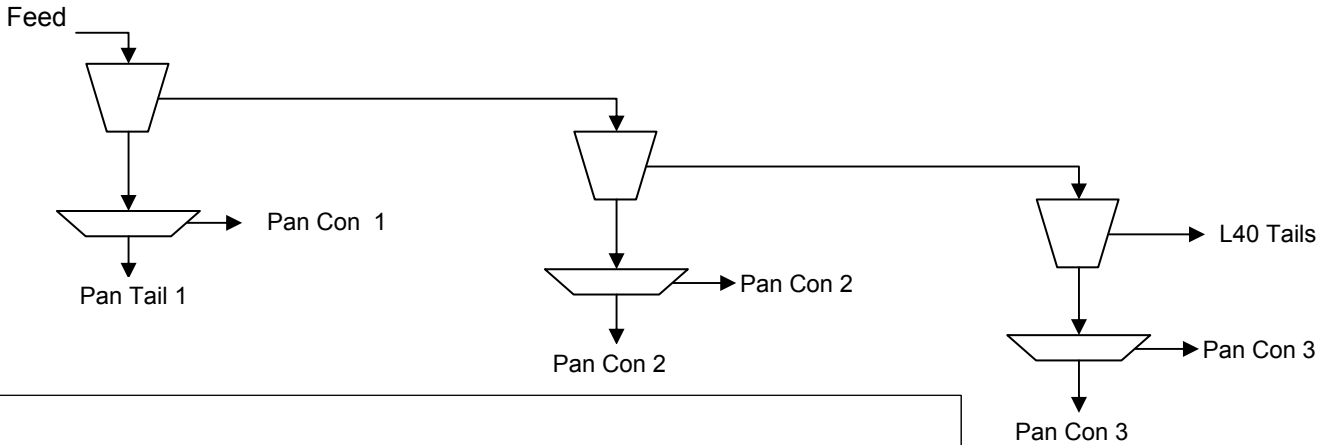 Feed
Pan Con 1
Pan Tail 1
Pan Con 2
Pan Con 2
L40 Tails
Pan Con 3
Pan Con 3